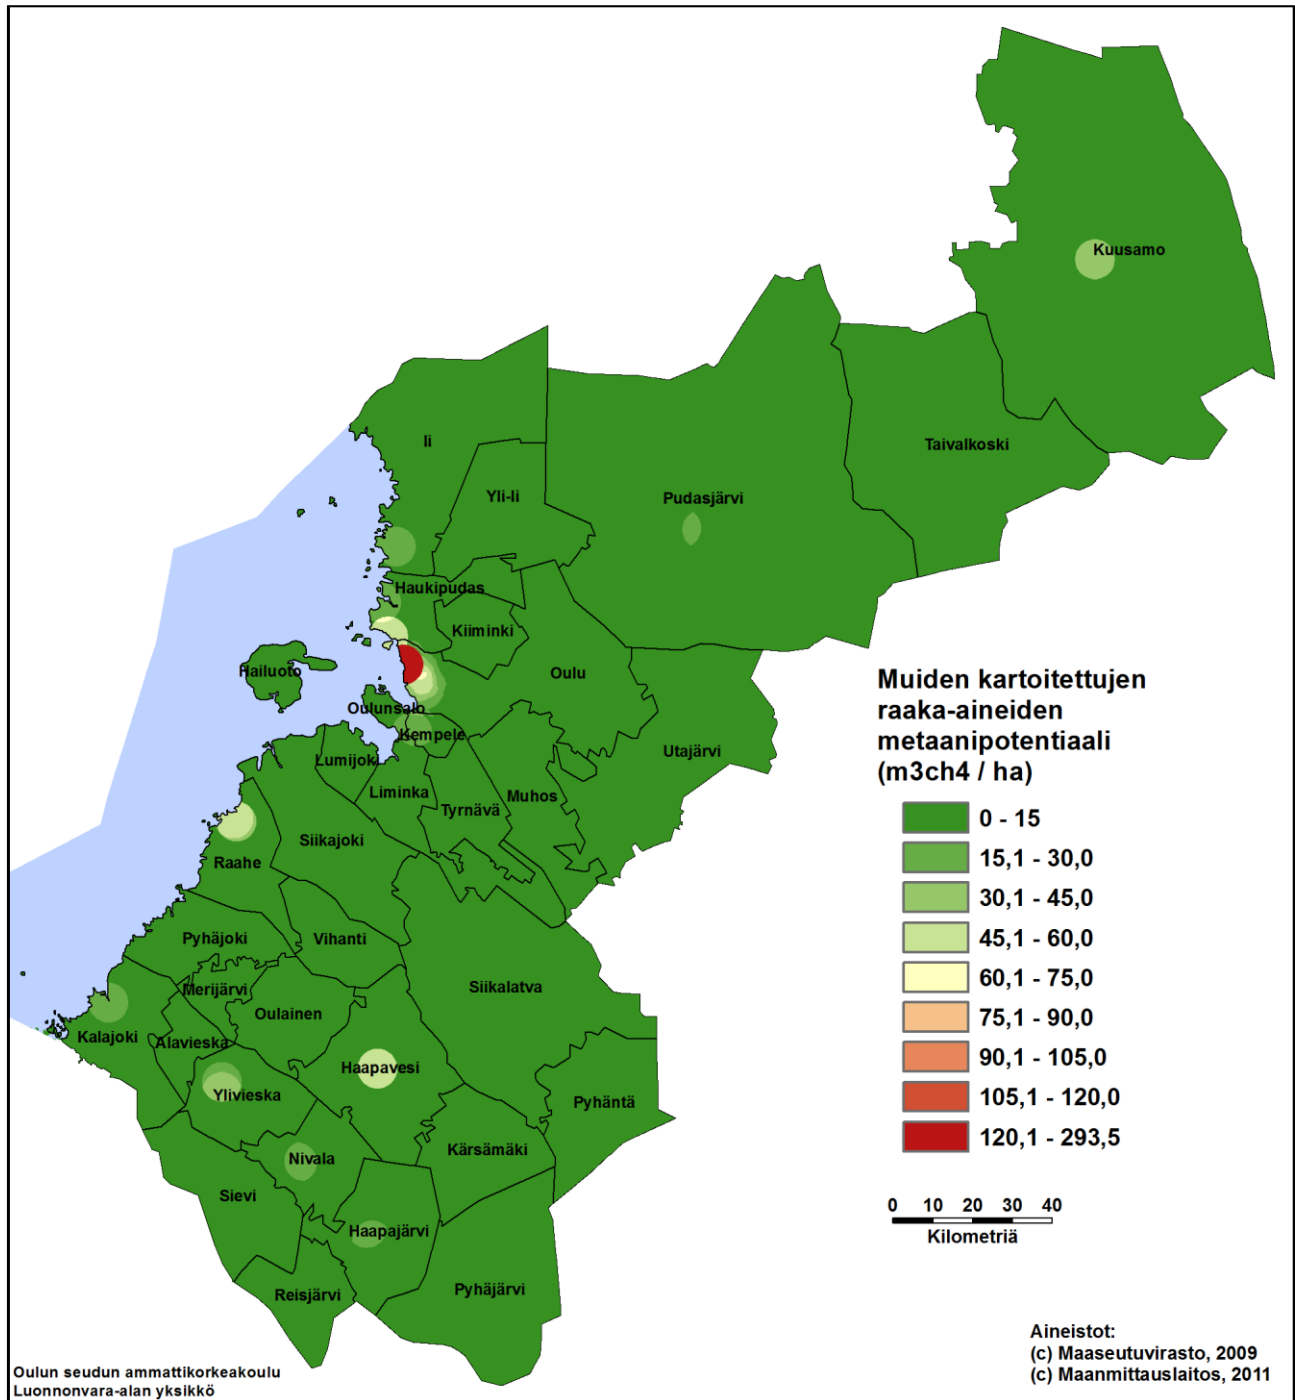 Kuusamo
Taivalkoski
Ii
Yli-Ii
Pudasjärvi
Haukipudas
Kiiminki
Oulu
Hailuoto
Oulunsalo
Kempele
Utajärvi
Lumijoki
Liminka
Tyrnävä
Muhos
Siikajoki
Raahe
Pyhäjoki
Vihanti
Siikalatva
Merijärvi
Oulainen
Kalajoki
Alavieska
Haapavesi
Ylivieska
Pyhäntä
Kärsämäki
Nivala
Sievi
Haapajärvi
Reisjärvi
Pyhäjärvi
Muiden kartoitettujen
raaka-aineiden
metaanipotentiaali
(m3ch4 / ha)
0 - 15
15,1 - 30,0
30,1 - 45,0
45,1 - 60,0
60,1 - 75,0
75,1 - 90,0
90,1 - 105,0
105,1 - 120,0
120,1 - 293,5
0 10 20 30 40
Kilometriä
Aineistot:
(c) Maaseutuvirasto, 2009
(c) Maanmittauslaitos, 2011
Oulun seudun ammattikorkeakoulu
Luonnonvara-alan yksikkö